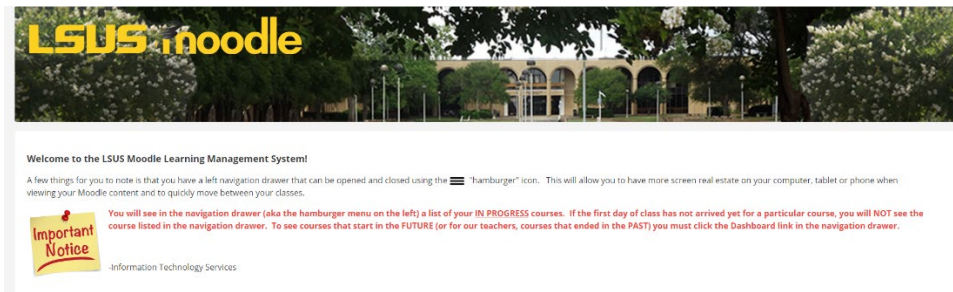 LSUS moodle
Welcome to the LSUS Moodle Learning Management System!
A few things for you to note is that you have a left navigation drawer that can be opened and closed using the "hamburger" icon. This will allow you to have more screen real estate on your computer, tablet or phone when
viewing your Moodle content and to quickly move between your classes.
You will see in the navigation drawer (aka the hamburger menu on the left) a list of your IN PROGRESS courses. If the first day of class has not arrived yet for a particular course, you will NOT see the
course listed in the navigation drawer. To see courses that start in the FUTURE (or for our teachers, courses that ended in the PAST) you must click the Dashboard link in the navigation drawer.
Important
Notice
-Information Technology Services